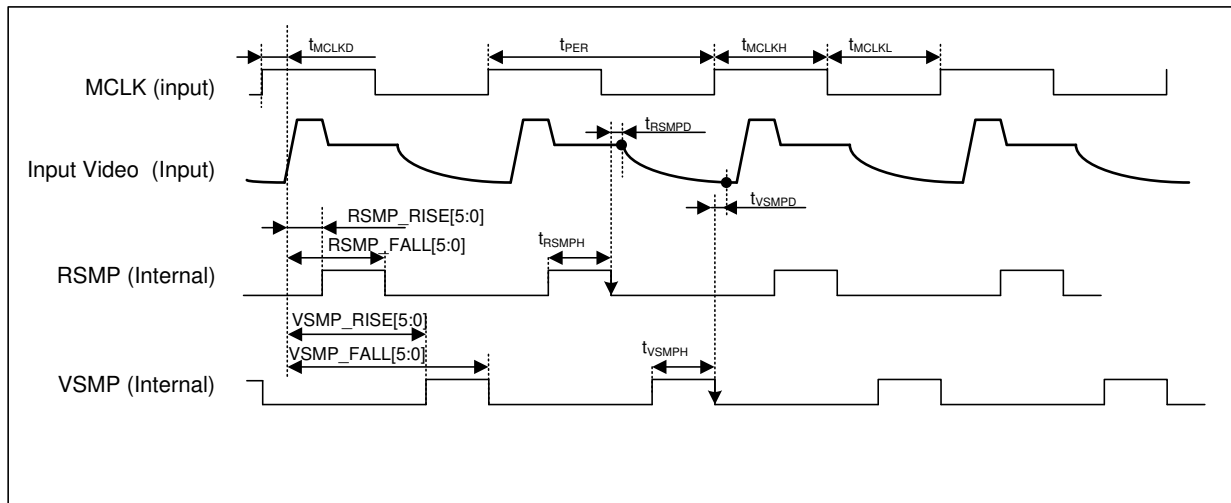 tMCLKD
tPER
tMCLKH
tMCLKL
MCLK (input)
tRSMPD
Input Video (Input)
tVSMPD
RSMP_RISE[5:0]
RSMP_FALL[5:0]
tRSMPH
RSMP (Internal)
VSMP_RISE[5:0]
VSMP_FALL[5:0]
tVSMPH
VSMP (Internal)